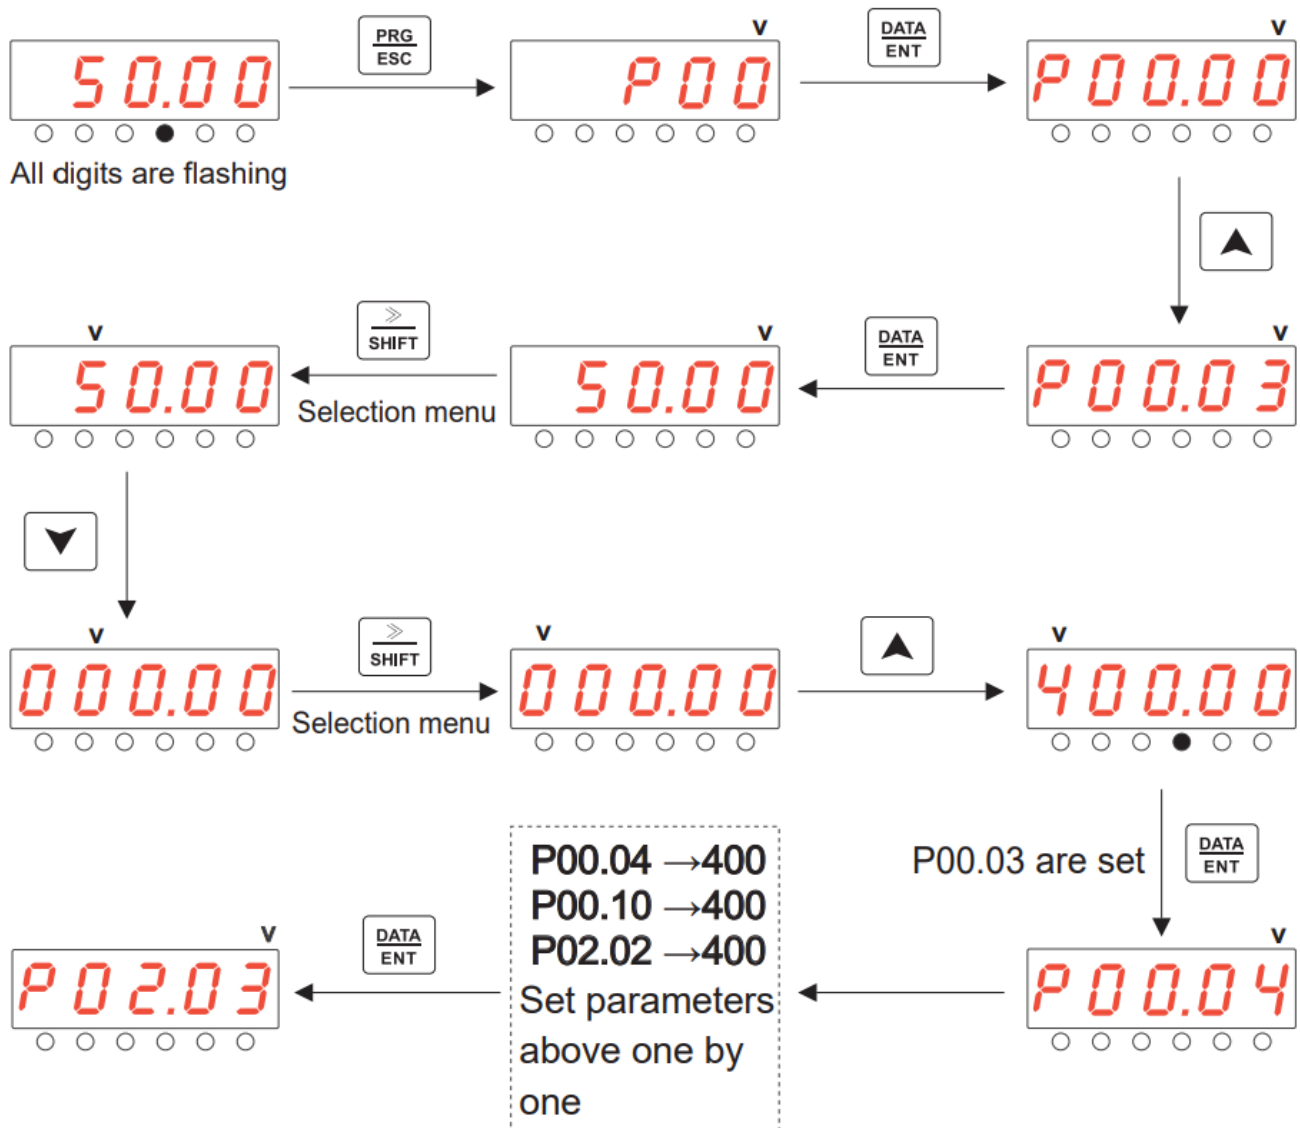 PRG
ESC
V
DATA
ENT
V
50.00
P00
P00.00
All digits are flashing
V
≫
SHIFT
V
DATA
ENT
V
50.00
Selection menu
50.00
P00.03
V
≫
SHIFT
V
V
000.00
Selection menu
000.00
400.00
P00.03 are set
DATA
ENT
P00.04 →400
P00.10 →400
P02.02 →400
Set parameters
above one by
one
V
DATA
ENT
V
P02.03
P00.04